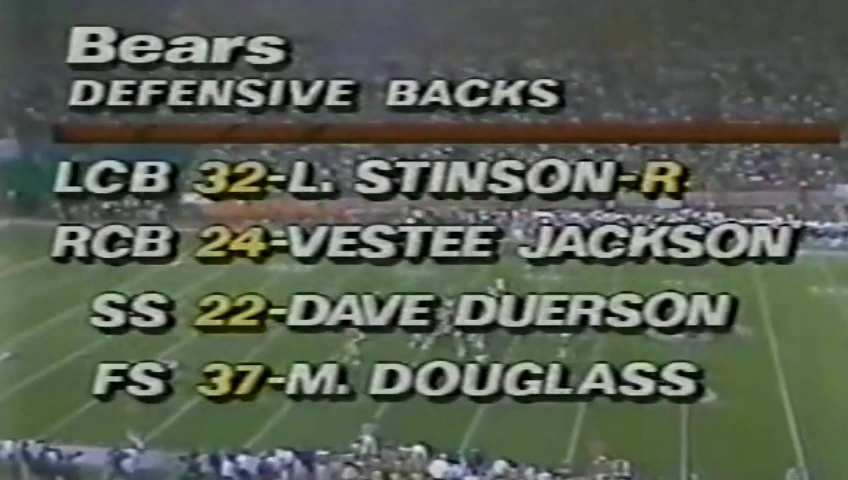 Bears
DEFENSIVE BACKS
LCB 32-L. STINSON-R
RCB 24-VESTEE JACKSON
SS 22-DAVE DUERSON
FS 37-M. DOUGLASS